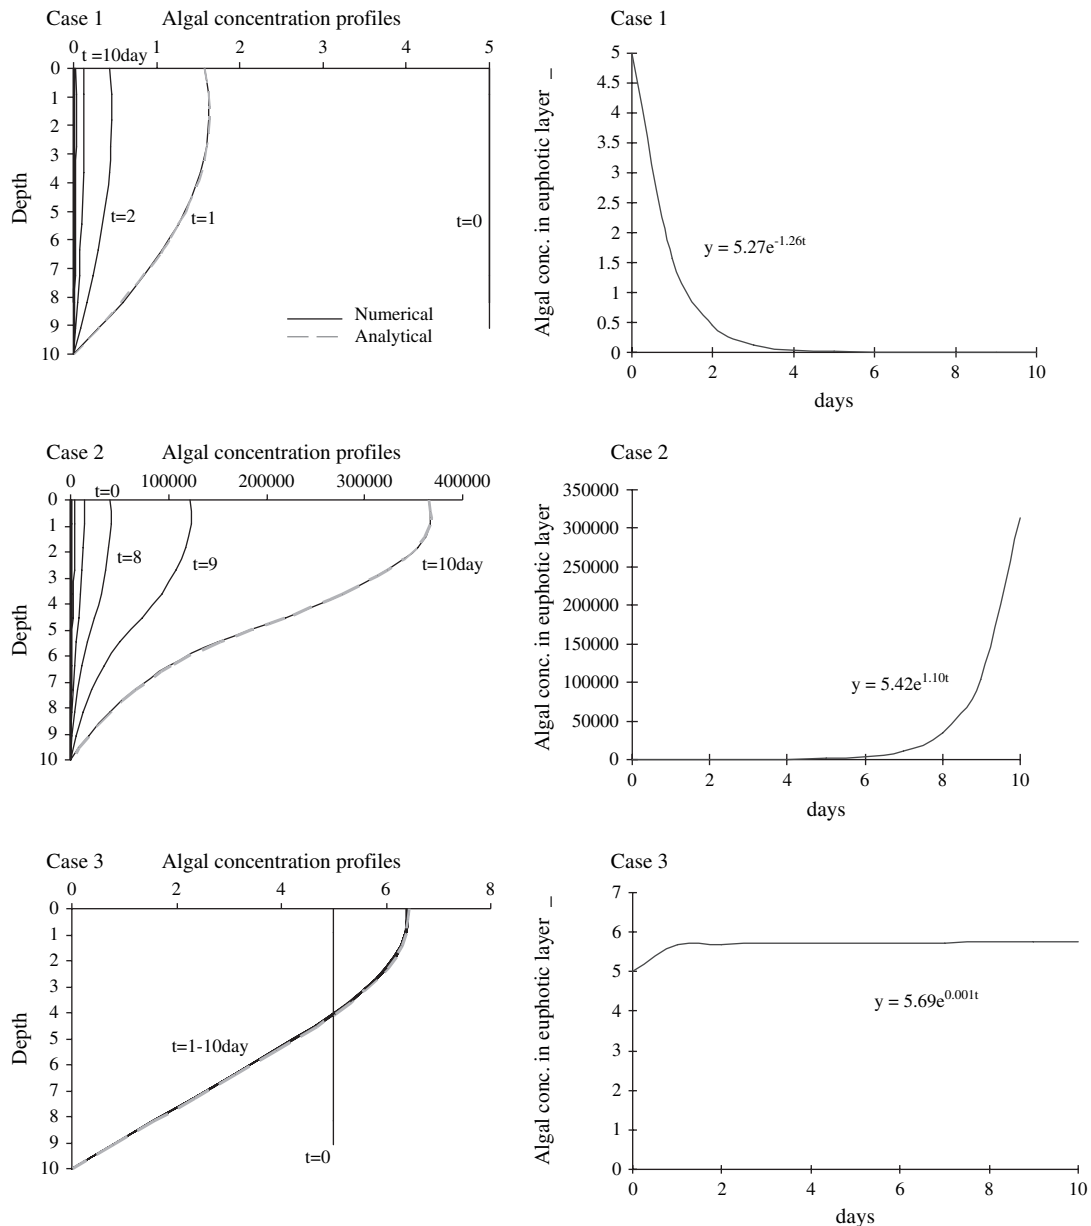 Case 1
Algal concentration profiles
0 1 2 3 4 5
t =10day
0
1
2
3
4
5
6
7
8
9
10
Depth
t=2
t=1
t=0
Numerical
Analytical
Case 1
5
4.5
4
3.5
3
2.5
2
1.5
1
0.5
0
Algal conc. in euphotic layer _
y = 5.27e^-1.26t
0 2 4 6 8 10
days
Case 2
Algal concentration profiles
0 100000 200000 300000 400000
t=0
0
1
2
3
4
5
6
7
8
9
10
Depth
t=8
t=9
t=10day
Case 2
350000
300000
250000
200000
150000
100000
50000
0
Algal conc. in euphotic layer
y = 5.42e^1.10t
0 2 4 6 8 10
days
Case 3
Algal concentration profiles
0 2 4 6 8
0
1
2
3
4
5
6
7
8
9
10
Depth
t=1-10day
t=0
Case 3
7
6
5
4
3
2
1
0
Algal conc. in euphotic layer _
y = 5.69e^0.001t
0 2 4 6 8 10
days